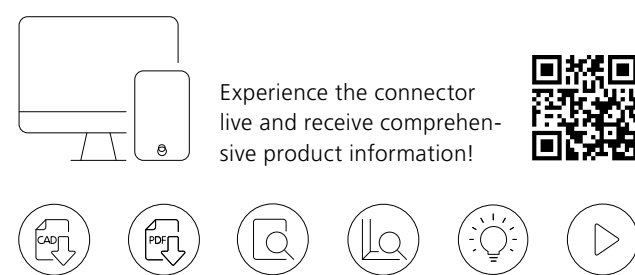 Experience the connector
live and receive comprehen-
sive product information!
CAD PDF